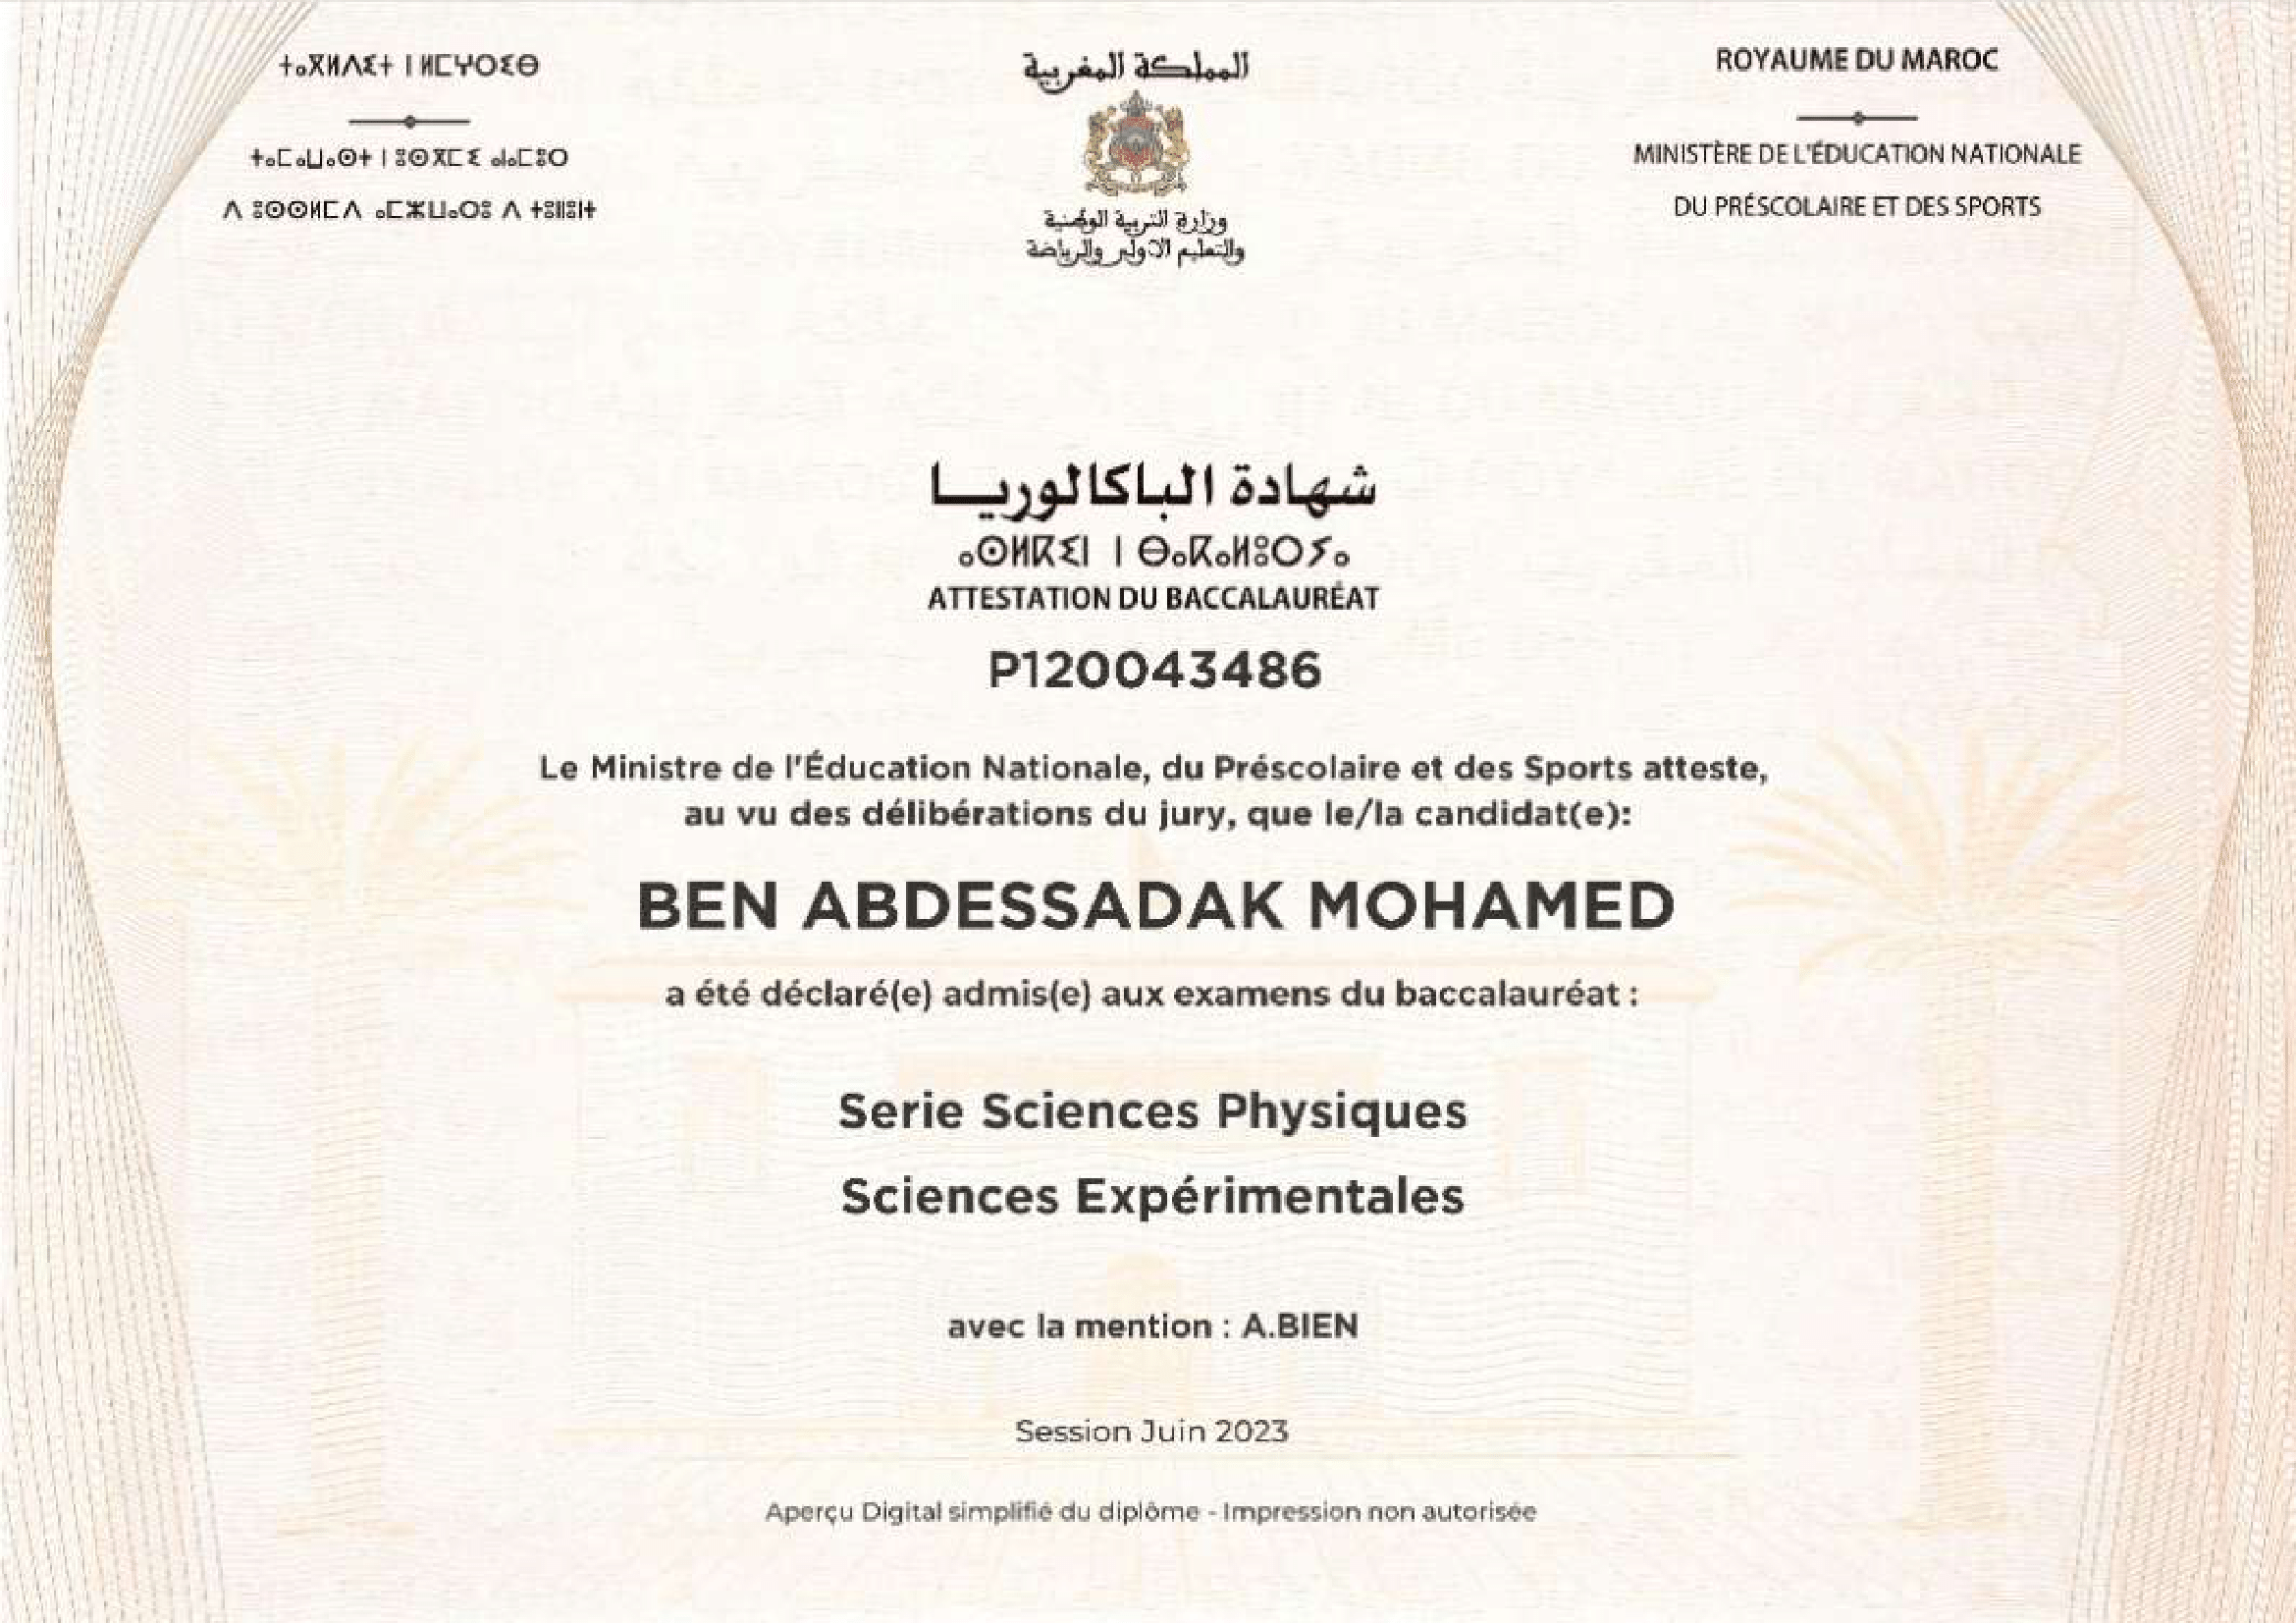 ⵜⴰⴳⵍⴷⵉⵜ ⵏ ⵍⵎⵖⵔⵉⴱ
ⵜⴰⵎⴰⵡⴰⵙⵜ ⵏ ⵓⵙⴳⵎⵉ ⴰⵏⴰⵎⵓⵔ
ⴷ ⵓⵙⵙⵍⵎⴷ ⴰⵎⵣⵡⴰⵔⵓ ⴷ ⵜⵓⵏⵏⵓⵏⵜ
المملكة المغربية
وزارة التربية الوطنية
والتعليم الأولي والرياضة
ROYAUME DU MAROC
MINISTÈRE DE L'ÉDUCATION NATIONALE
DU PRÉSCOLAIRE ET DES SPORTS
شهادة الباكالوريـا
ⴰⵙⵍⴽⵉⵏ ⵏ ⴱⴰⴽⴰⵍⵓⵔⵢⴰ
ATTESTATION DU BACCALAURÉAT
P120043486
Le Ministre de l'Éducation Nationale, du Préscolaire et des Sports atteste,
au vu des délibérations du jury, que le/la candidat(e):
BEN ABDESSADAK MOHAMED
a été déclaré(e) admis(e) aux examens du baccalauréat :
Serie Sciences Physiques
Sciences Expérimentales
avec la mention : A.BIEN
Session Juin 2023
Aperçu Digital simplifié du diplôme - Impression non autorisée